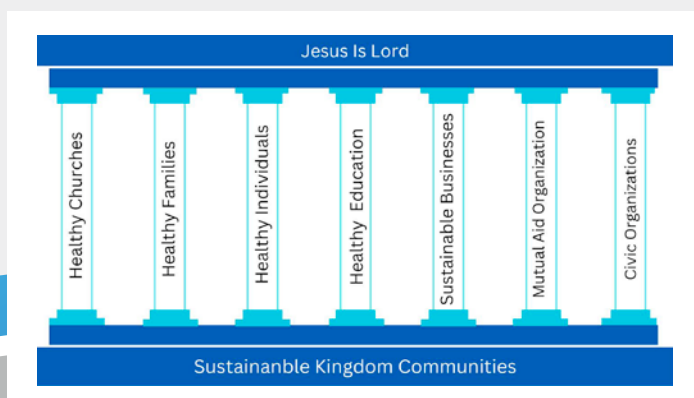 Jesus Is Lord
Healthy Churches
Healthy Families
Healthy Individuals
Healthy Education
Sustainable Businesses
Mutual Aid Organization
Civic Organizations
Sustainanble Kingdom Communities